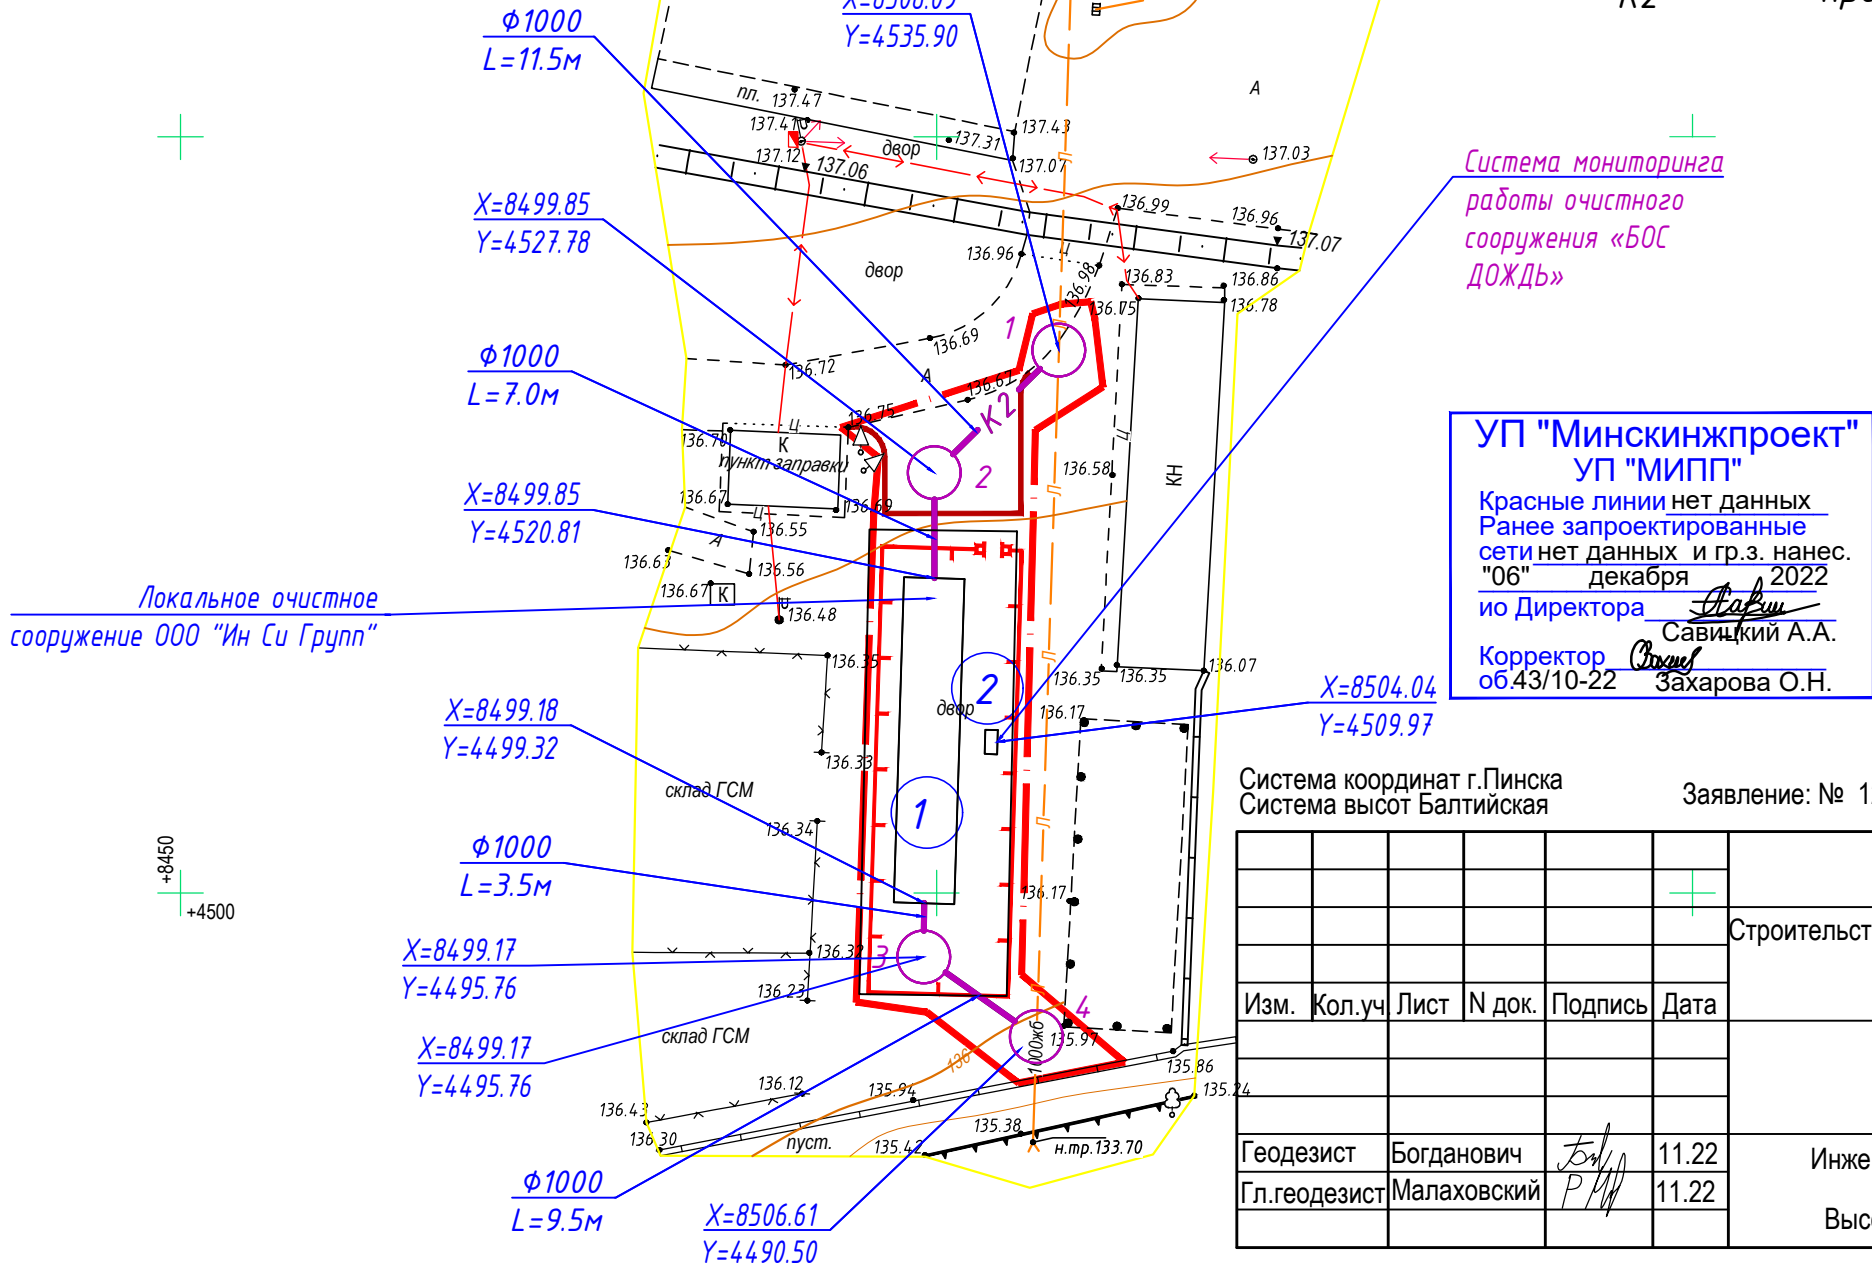 К2
Ф1000
L=11.5м
Y=4535.90
пл.
137.47
137.41
137.31
137.43
А
двор
137.12
137.06
137.07
137.03
Система мониторинга
работы очистного
сооружения «БОС
ДОЖДЬ»
X=8499.85
Y=4527.78
136.99
136.96
137.07
двор
136.96
Ц
136.98
136.83
136.86
136.75
136.78
1
136.69
Ф1000
L=7.0м
136.72
А
136.67
К2
136.75
Ц
136.70
К
пункт заправки
2
136.58
Ц
КН
X=8499.85
Y=4520.81
136.67
Ц
136.69
136.55
А
136.63
136.56
136.67
К
136.48
УП "Минскинжпроект"
УП "МИПП"
Красные линии нет данных
Ранее запроектированные
сети нет данных и гр.з. нанес.
"06" декабря 2022
ио Директора
Савицкий А.А.
Корректор
об.43/10-22 Захарова О.Н.
Локальное очистное
сооружение ООО "Ин Си Групп"
136.35
136.35
136.35
136.07
2
двор
136.17
X=8504.04
Y=4509.97
X=8499.18
Y=4499.32
136.33
склад ГСМ
1
136.34
Система координат г.Пинска
Система высот Балтийская
Заявление: №
Ф1000
L=3.5м
+8450
+4500
136.17
Строительст
X=8499.17
Y=4495.76
136.32
3
136.23
4
Изм. Кол.уч Лист N док. Подпись Дата
склад ГСМ
1000жб
135.97
136
X=8499.17
Y=4495.76
135.86
136.12
135.94
135.24
136.43
136.30
пуст.
135.42
135.38
н.тр.133.70
Геодезист Богданович 11.22
Инже
Гл.геодезист Малаховский 11.22
Высо
Ф1000
L=9.5м
X=8506.61
Y=4490.50